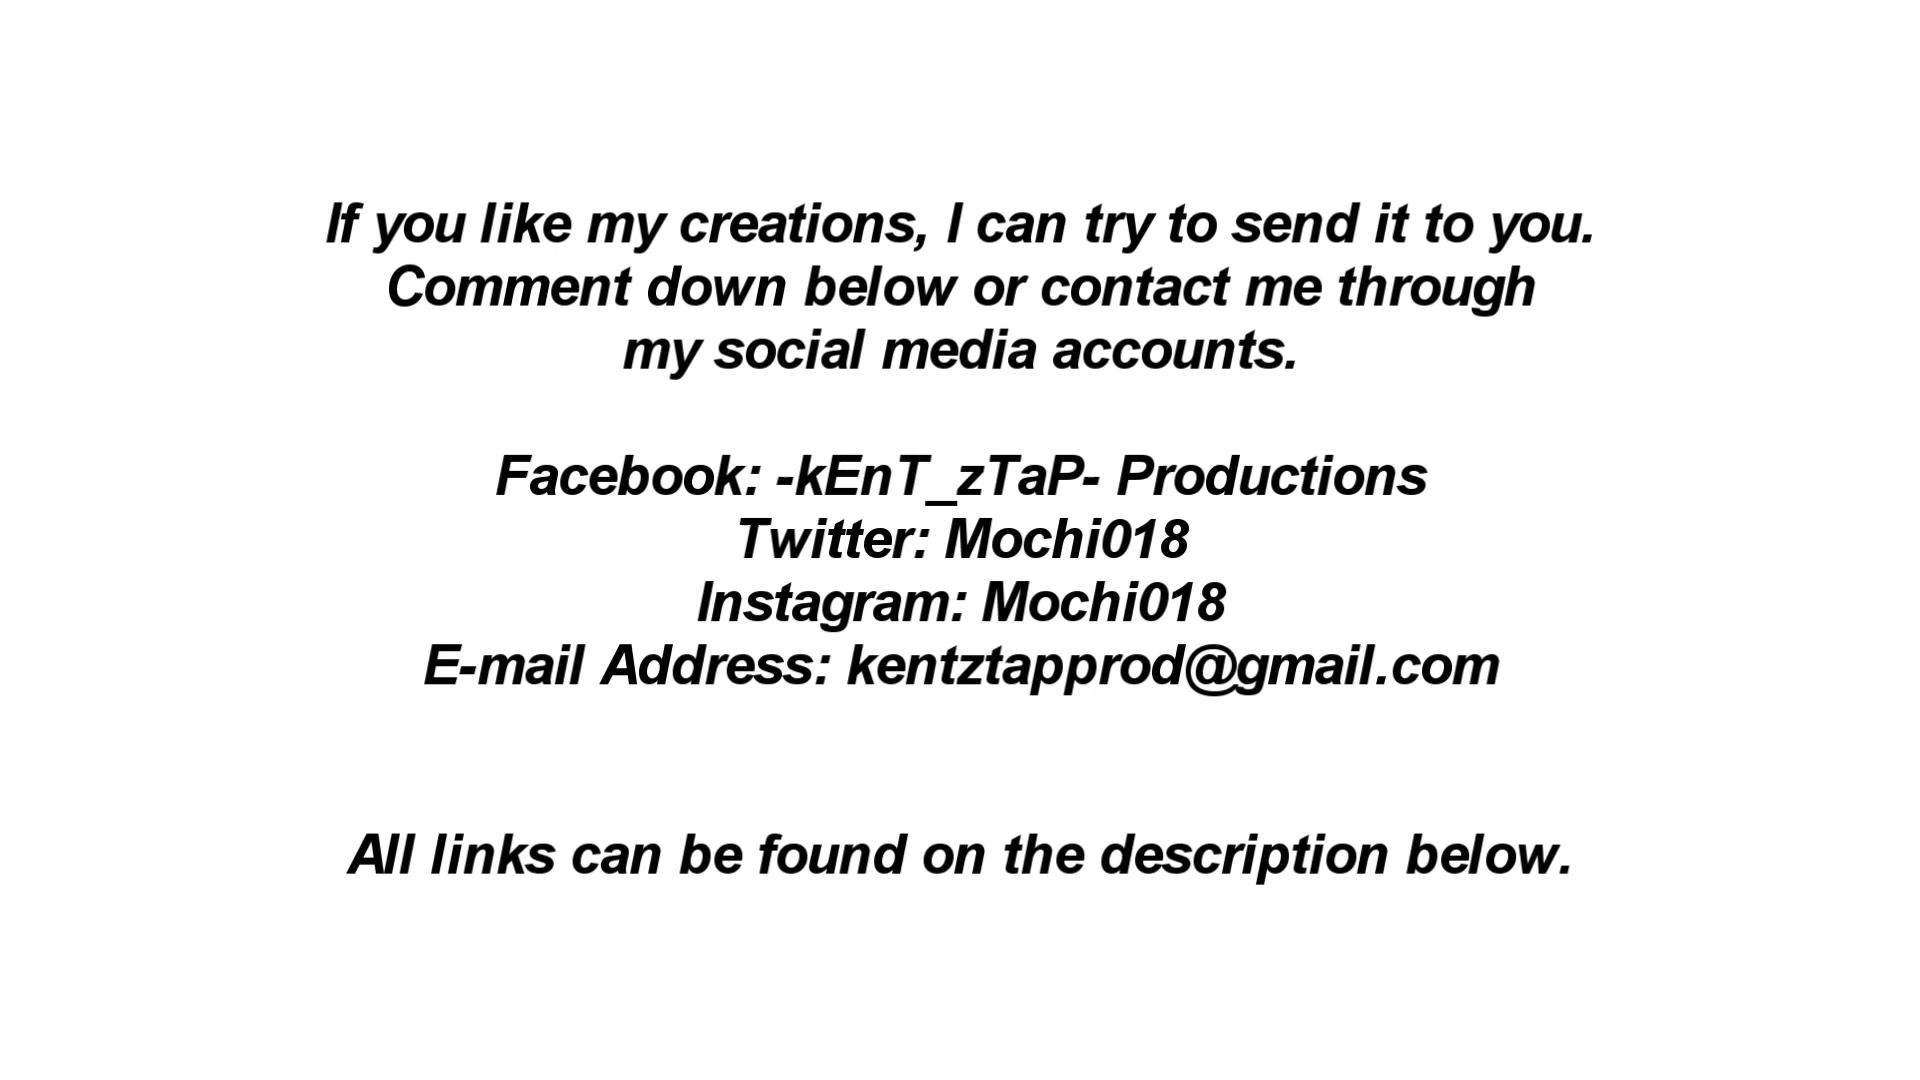 If you like my creations, I can try to send it to you.
Comment down below or contact me through
my social media accounts.
Facebook: -kEnT_zTaP- Productions
Twitter: Mochi018
Instagram: Mochi018
E-mail Address: kentztapprod@gmail.com
All links can be found on the description below.